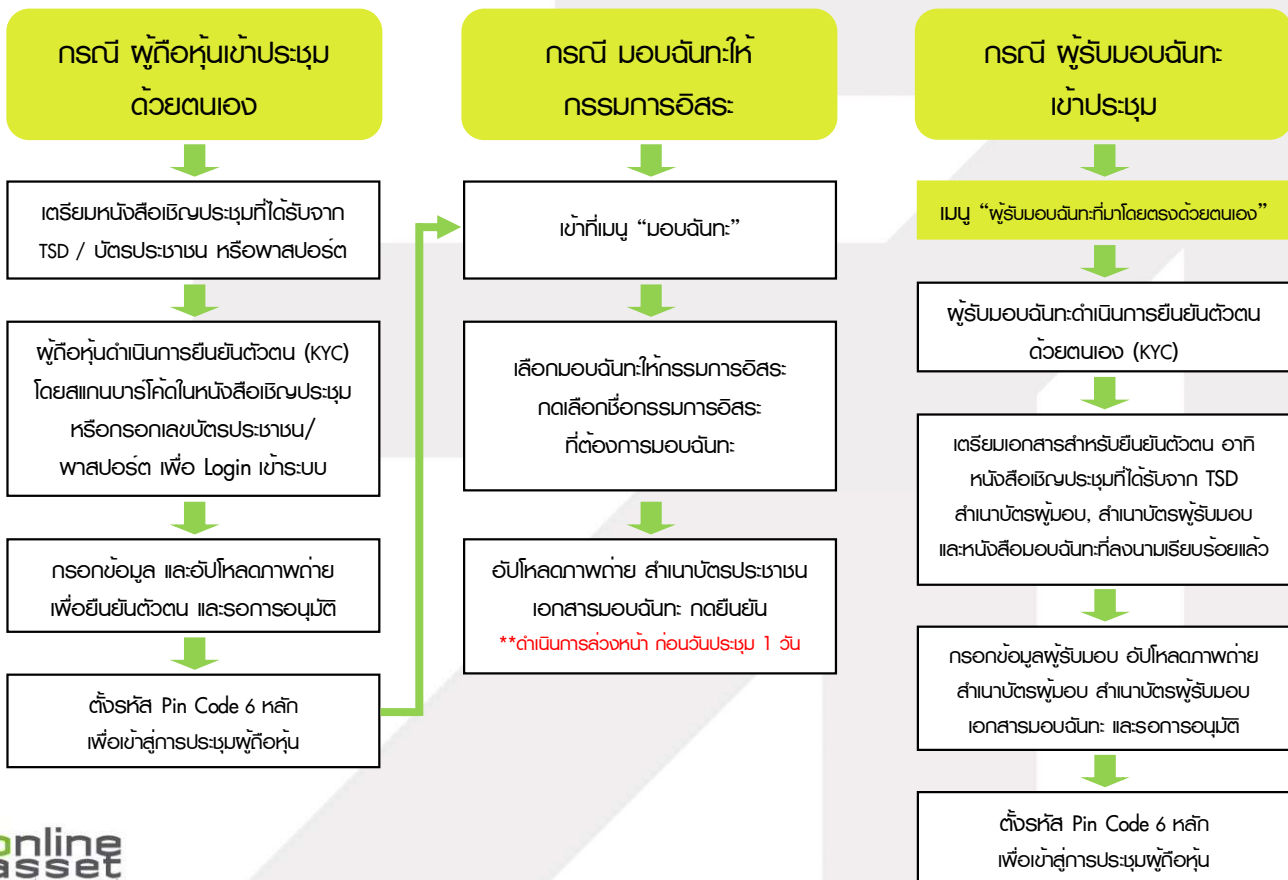 กรณี ผู้ถือหุ้นเข้าประชุม
ด้วยตนเอง
เตรียมหนังสือเชิญประชุมที่ได้รับจาก
TSD / บัตรประชาชน หรือพาสปอร์ต
ผู้ถือหุ้นดำเนินการยืนยันตัวตน (KYC)
โดยสแกนบาร์โค้ดในหนังสือเชิญประชุม
หรือกรอกเลขบัตรประชาชน/
พาสปอร์ต เพื่อ Login เข้าระบบ
กรอกข้อมูล และอัปโหลดภาพถ่าย
เพื่อยืนยันตัวตน และรอการอนุมัติ
ตั้งรหัส Pin Code 6 หลัก
เพื่อเข้าสู่การประชุมผู้ถือหุ้น
กรณี มอบฉันทะให้
กรรมการอิสระ
เข้าที่เมนู “มอบฉันทะ”
เลือกมอบฉันทะให้กรรมการอิสระ
กดเลือกชื่อกรรมการอิสระ
ที่ต้องการมอบฉันทะ
อัปโหลดภาพถ่าย สำเนาบัตรประชาชน
เอกสารมอบฉันทะ กดยืนยัน
**ดำเนินการล่วงหน้า ก่อนวันประชุม 1 วัน
กรณี ผู้รับมอบฉันทะ
เข้าประชุม
เมนู “ผู้รับมอบฉันทะที่มาโดยตรงด้วยตนเอง”
ผู้รับมอบฉันทะดำเนินการยืนยันตัวตน
ด้วยตนเอง (KYC)
เตรียมเอกสารสำหรับยืนยันตัวตน อาทิ
หนังสือเชิญประชุมที่ได้รับจาก TSD
สำเนาบัตรผู้มอบ, สำเนาบัตรผู้รับมอบ
และหนังสือมอบฉันทะที่ลงนามเรียบร้อยแล้ว
กรอกข้อมูลผู้รับมอบ อัปโหลดภาพถ่าย
สำเนาบัตรผู้มอบ สำเนาบัตรผู้รับมอบ
เอกสารมอบฉันทะ และรอการอนุมัติ
ตั้งรหัส Pin Code 6 หลัก
เพื่อเข้าสู่การประชุมผู้ถือหุ้น
online
asset